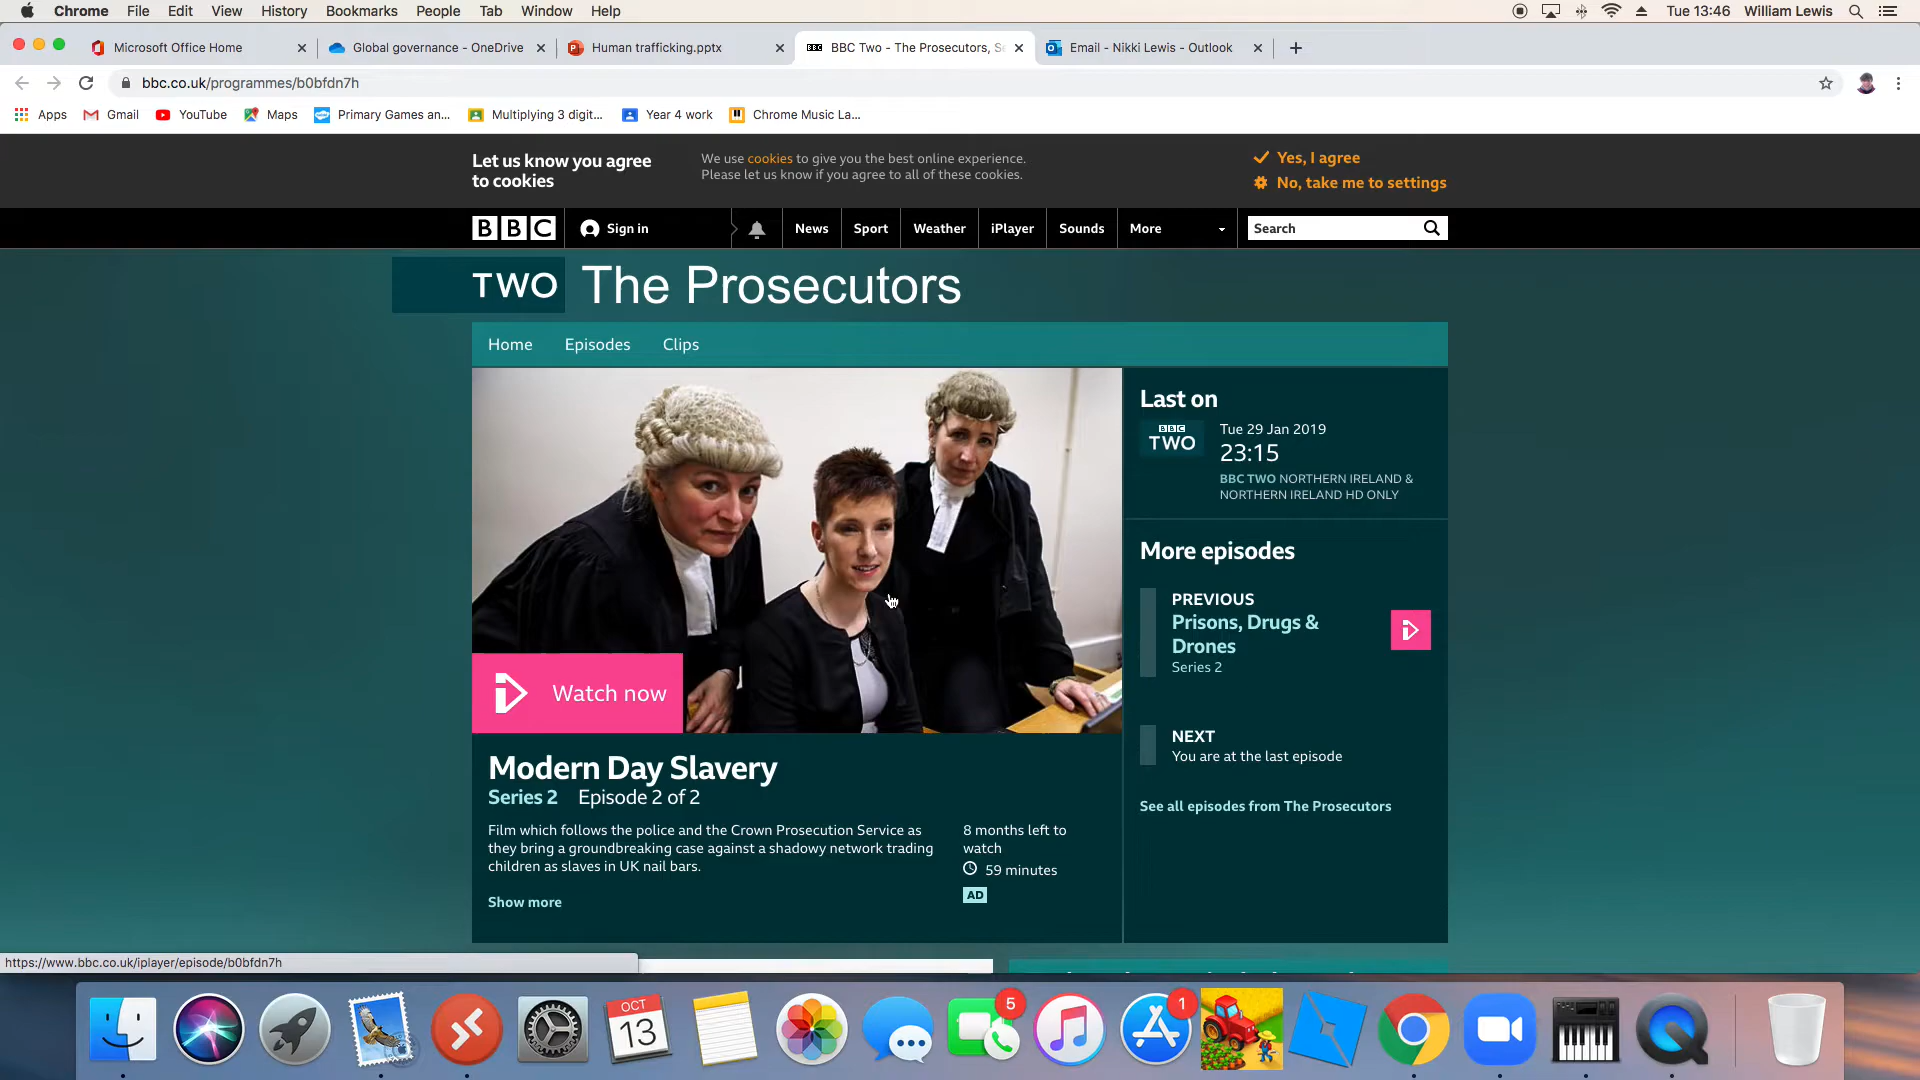 Chrome File Edit View History Bookmarks People Tab Window Help Tue 13:46 William Lewis
Microsoft Office Home Global governance - OneDrive Human trafficking.pptx BBC Two - The Prosecutors, Se Email - Nikki Lewis - Outlook
bbc.co.uk/programmes/b0bfdn7h
Apps Gmail YouTube Maps Primary Games an... Multiplying 3 digit... Year 4 work Chrome Music La...
Let us know you agree
to cookies
We use cookies to give you the best online experience.
Please let us know if you agree to all of these cookies.
Yes, I agree
No, take me to settings
BBC Sign in News Sport Weather iPlayer Sounds More Search
TWO The Prosecutors
Home Episodes Clips
Watch now
Modern Day Slavery
Series 2 Episode 2 of 2
Film which follows the police and the Crown Prosecution Service as
they bring a groundbreaking case against a shadowy network trading
children as slaves in UK nail bars.
Show more
8 months left to
watch
59 minutes
AD
Last on
BBC
TWO
Tue 29 Jan 2019
23:15
BBC TWO NORTHERN IRELAND &
NORTHERN IRELAND HD ONLY
More episodes
PREVIOUS
Prisons, Drugs &
Drones
Series 2
NEXT
You are at the last episode
See all episodes from The Prosecutors
https://www.bbc.co.uk/iplayer/episode/b0bfdn7h
OCT
13
5
1